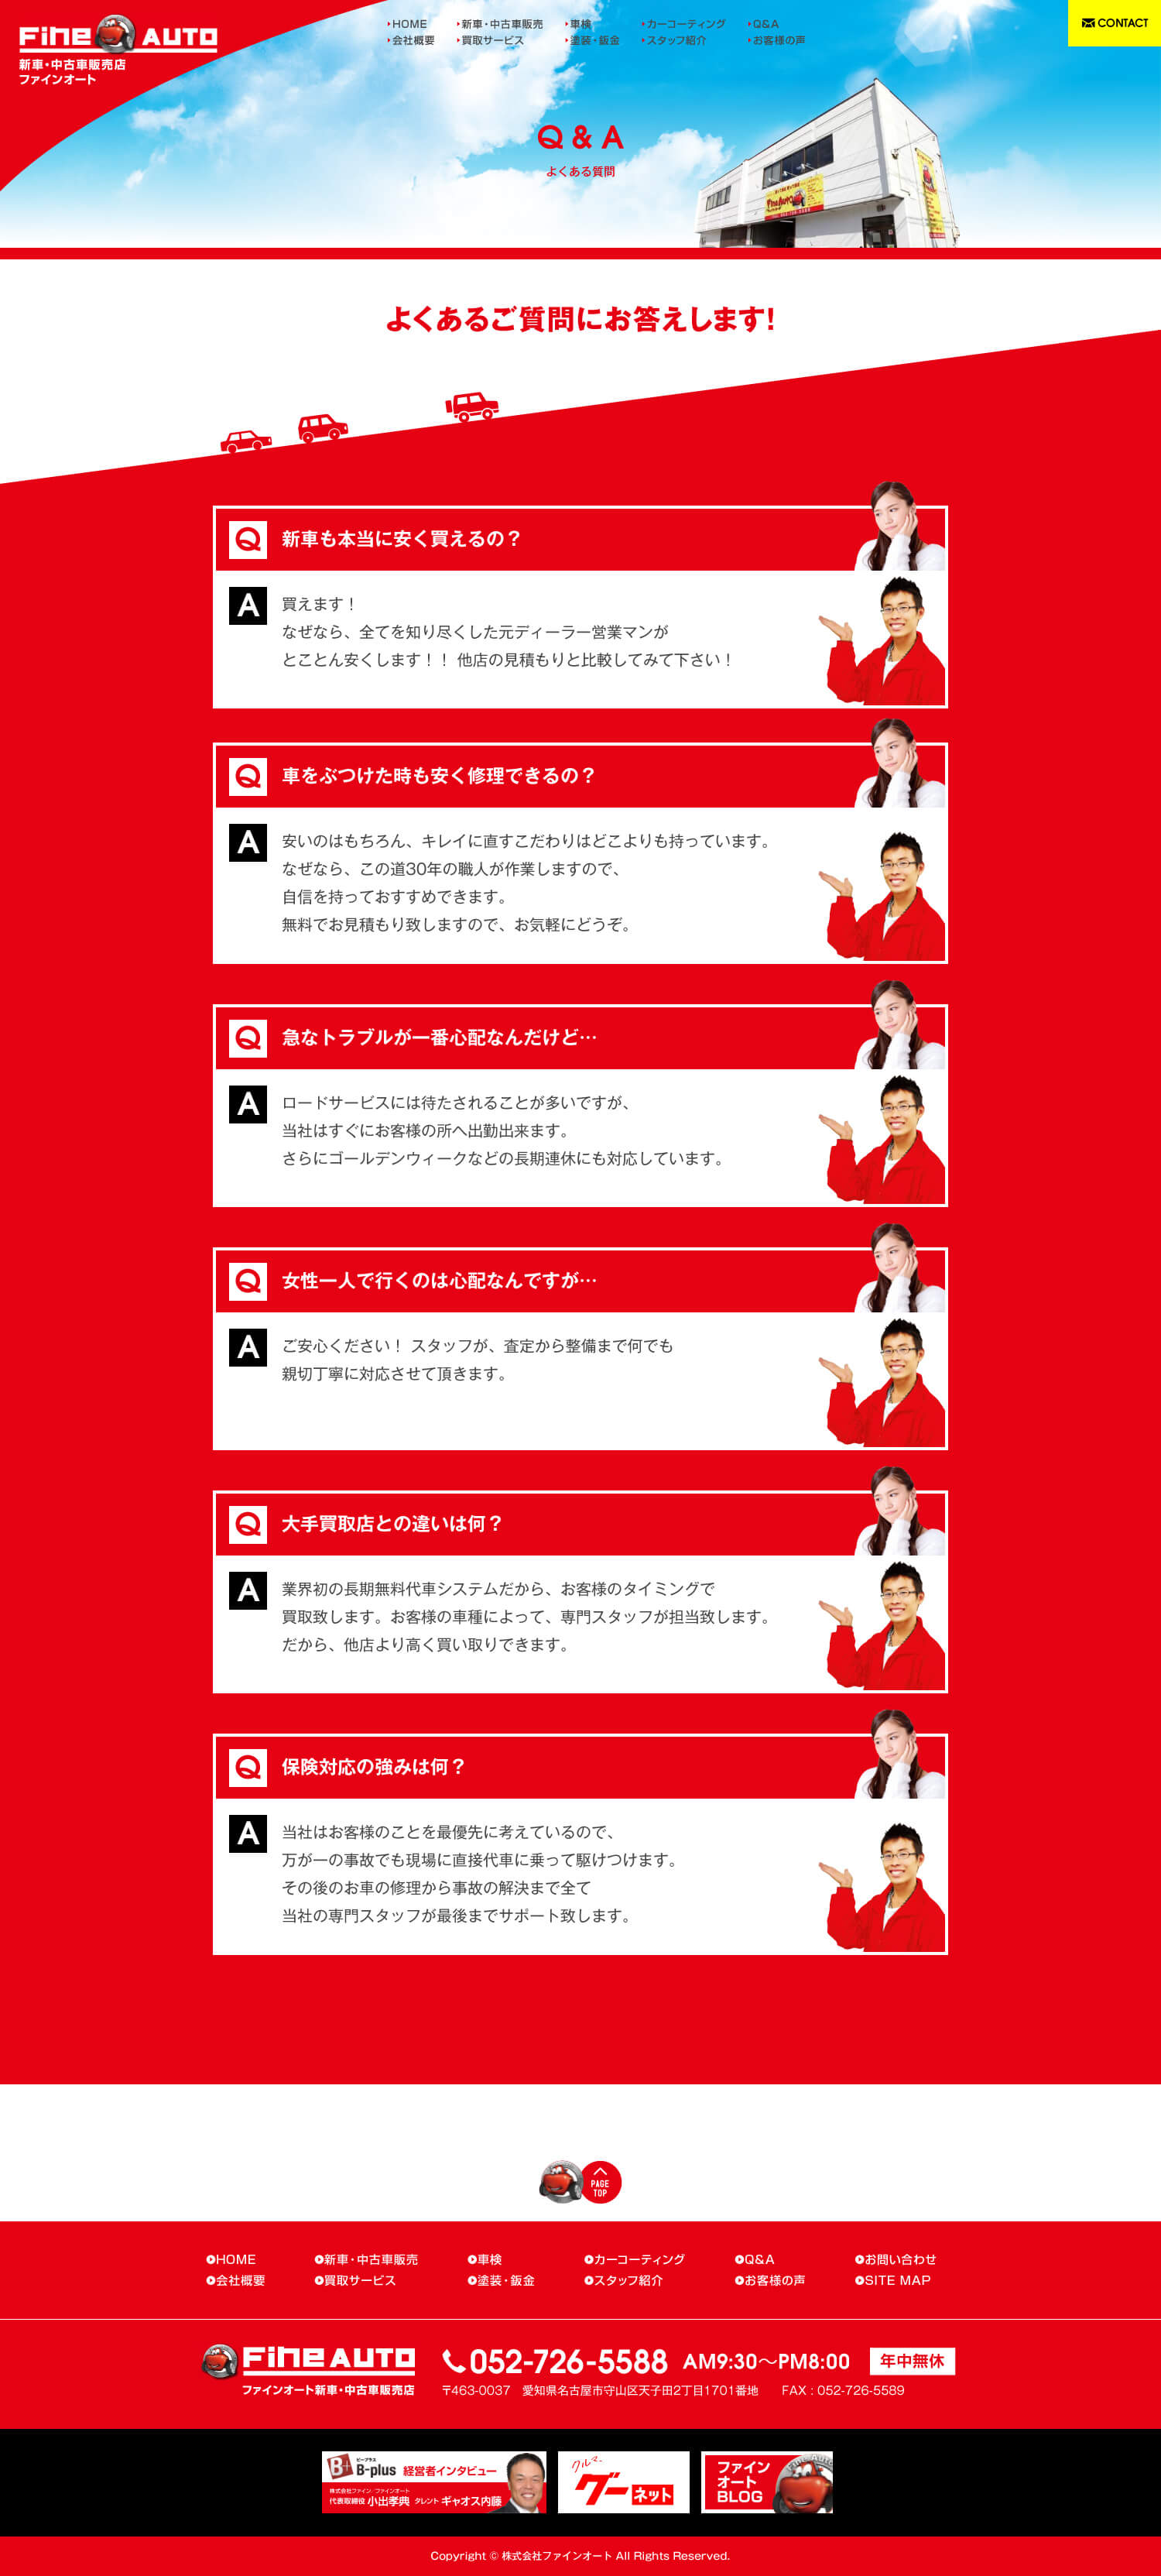 Fine AUTO
新車・中古車販売店
ファインオート
HOME
新車・中古車販売
車検
カーコーティング
Q&A
会社概要
買取サービス
塗装・鈑金
スタッフ紹介
お客様の声
CONTACT
Q & A
よくある質問
よくあるご質問にお答えします!
Q 新車も本当に安く買えるの？
A 買えます！
なぜなら、全てを知り尽くした元ディーラー営業マンが
とことん安くします！！ 他店の見積もりと比較してみて下さい！
Q 車をぶつけた時も安く修理できるの？
A 安いのはもちろん、キレイに直すこだわりはどこよりも持っています。
なぜなら、この道30年の職人が作業しますので、
自信を持っておすすめできます。
無料でお見積もり致しますので、お気軽にどうぞ。
Q 急なトラブルが一番心配なんだけど…
A ロードサービスには待たされることが多いですが、
当社はすぐにお客様の所へ出勤出来ます。
さらにゴールデンウィークなどの長期連休にも対応しています。
Q 女性一人で行くのは心配なんですが…
A ご安心ください！ スタッフが、査定から整備まで何でも
親切丁寧に対応させて頂きます。
Q 大手買取店との違いは何？
A 業界初の長期無料代車システムだから、お客様のタイミングで
買取致します。お客様の車種によって、専門スタッフが担当致します。
だから、他店より高く買い取りできます。
Q 保険対応の強みは何？
A 当社はお客様のことを最優先に考えているので、
万が一の事故でも現場に直接代車に乗って駆けつけます。
その後のお車の修理から事故の解決まで全て
当社の専門スタッフが最後までサポート致します。
PAGE
TOP
HOME
新車・中古車販売
車検
カーコーティング
Q&A
お問い合わせ
会社概要
買取サービス
塗装・鈑金
スタッフ紹介
お客様の声
SITE MAP
Fine AUTO
ファインオート新車・中古車販売店
052-726-5588 AM9:30～PM8:00 年中無休
〒463-0037 愛知県名古屋市守山区天子田2丁目1701番地 FAX : 052-726-5589
ビープラス
B+ B-plus 経営者インタビュー
株式会社ファイン／ファインオート
代表取締役 小出孝典 タレント ギャオス内藤
クルマ
グーネット
ファイン
オート
BLOG
Copyright © 株式会社ファインオート All Rights Reserved.